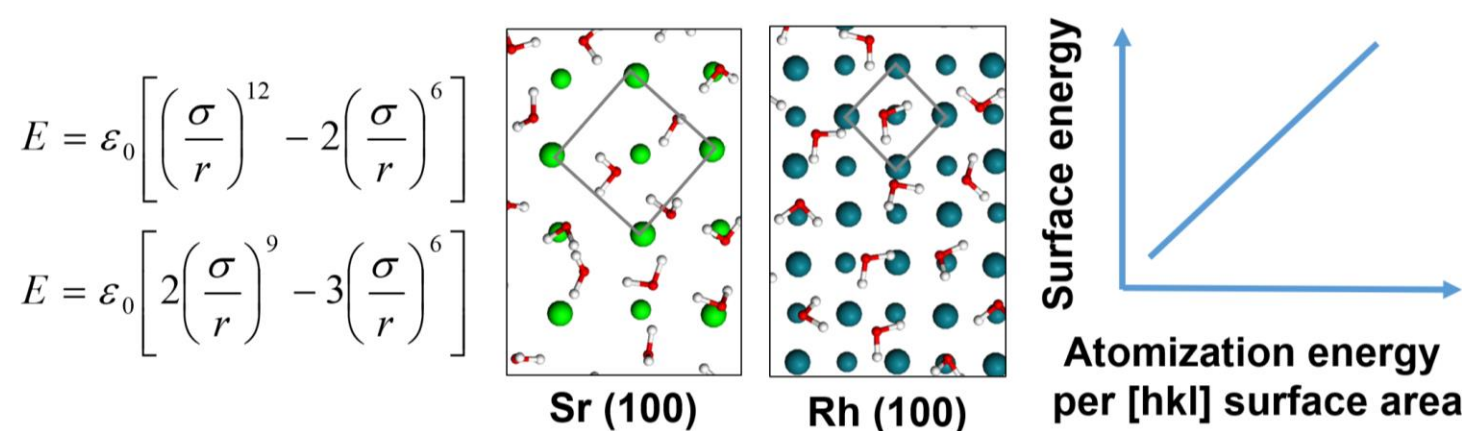 E = ε₀[(σ/r)¹² − 2(σ/r)⁶]
E = ε₀[2(σ/r)⁹ − 3(σ/r)⁶]
Sr (100)
Rh (100)
Surface energy
Atomization energy
per [hkl] surface area